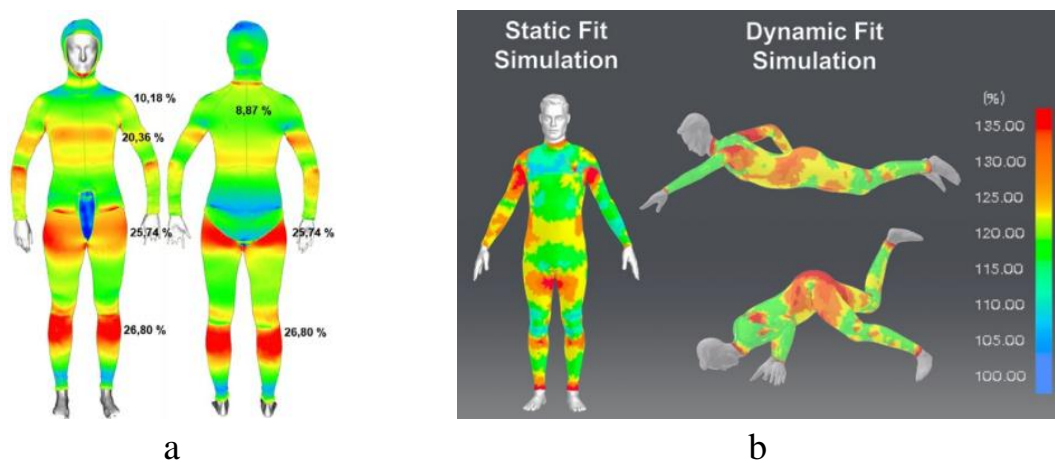 10,18 %
8,87 %
20,36 %
25,74 %
25,74 %
26,80 %
26,80 %
a
Static Fit
Simulation
Dynamic Fit
Simulation
(%)
135.00
130.00
125.00
120.00
115.00
110.00
105.00
100.00
b